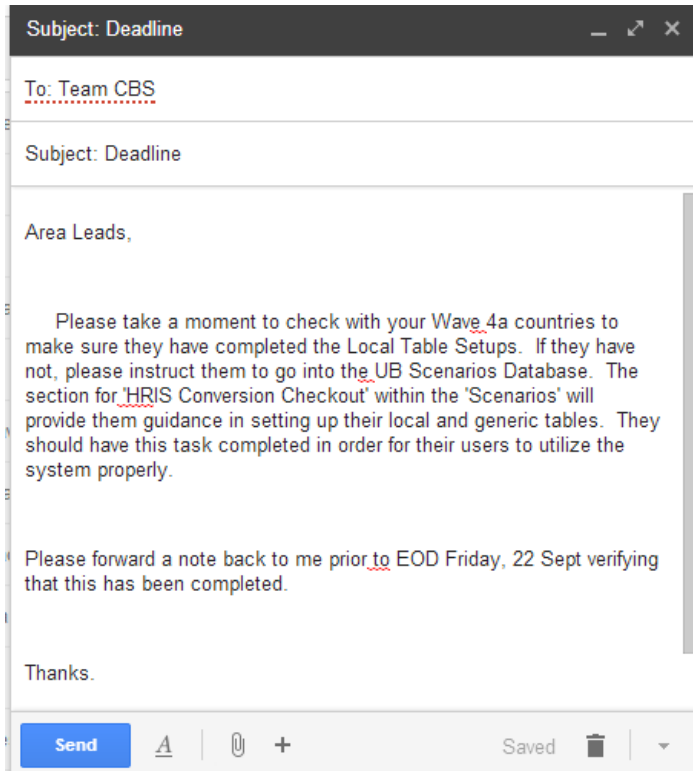 Subject: Deadline
To: Team CBS
Subject: Deadline
Area Leads,
Please take a moment to check with your Wave 4a countries to
make sure they have completed the Local Table Setups.  If they have
not, please instruct them to go into the UB Scenarios Database.  The
section for 'HRIS Conversion Checkout' within the 'Scenarios' will
provide them guidance in setting up their local and generic tables.  They
should have this task completed in order for their users to utilize the
system properly.
Please forward a note back to me prior to EOD Friday, 22 Sept verifying
that this has been completed.
Thanks.
Send A + Saved